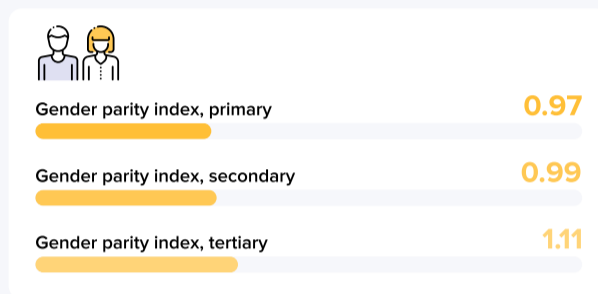 Gender parity index, primary 0.97
Gender parity index, secondary 0.99
Gender parity index, tertiary 1.11